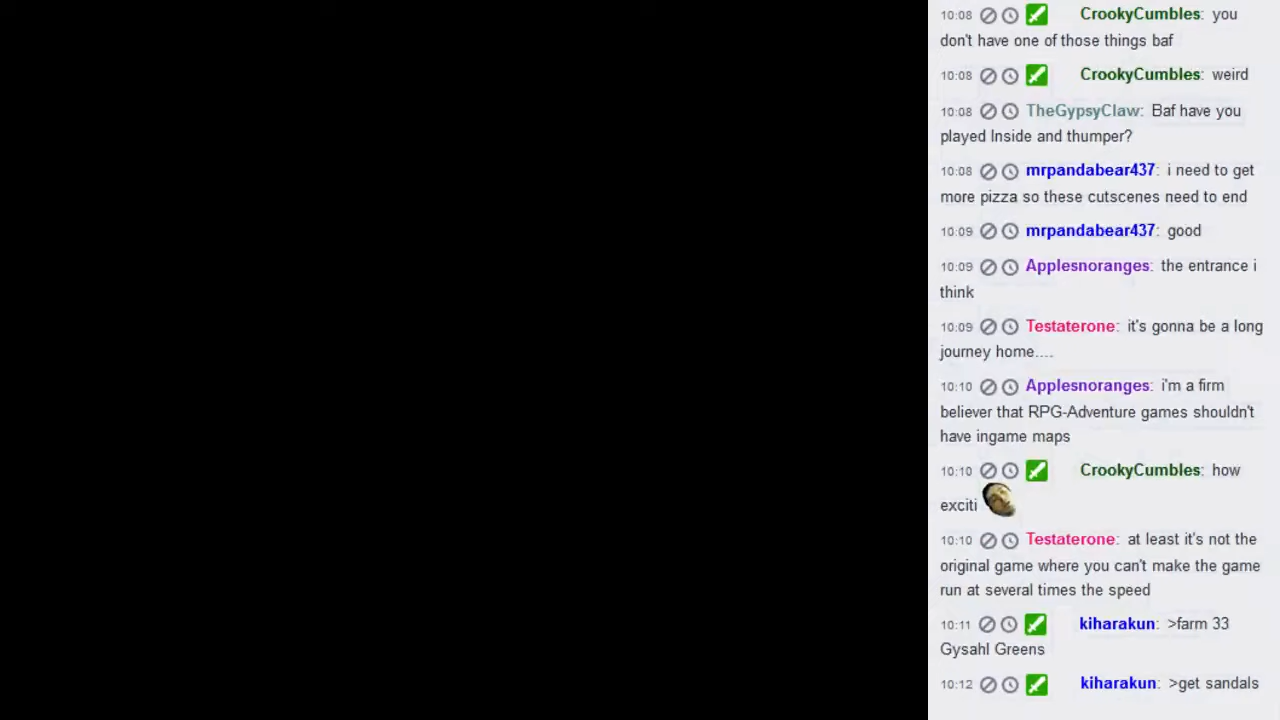 10:08 CrookyCumbles: you
don't have one of those things baf
10:08 CrookyCumbles: weird
10:08 TheGypsyClaw: Baf have you
played Inside and thumper?
10:08 mrpandabear437: i need to get
more pizza so these cutscenes need to end
10:09 mrpandabear437: good
10:09 Applesnoranges: the entrance i
think
10:09 Testaterone: it's gonna be a long
journey home....
10:10 Applesnoranges: i'm a firm
believer that RPG-Adventure games shouldn't
have ingame maps
10:10 CrookyCumbles: how
exciti
10:10 Testaterone: at least it's not the
original game where you can't make the game
run at several times the speed
10:11 kiharakun: >farm 33
Gysahl Greens
10:12 kiharakun: >get sandals